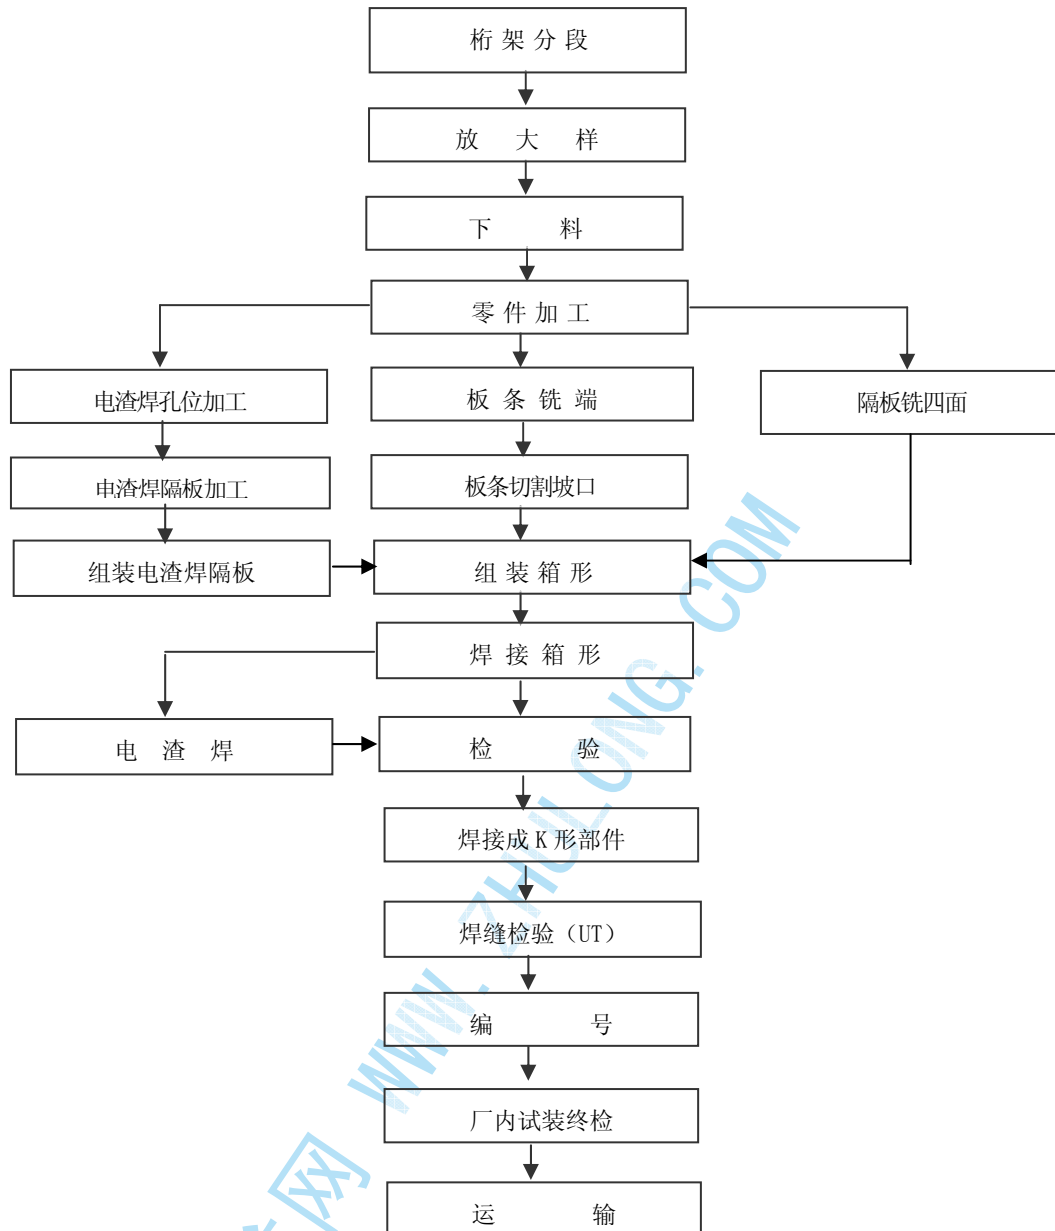 桁架分段
放大样
下料
零件加工
电渣焊孔位加工
板条铣端
隔板铣四面
电渣焊隔板加工
板条切割坡口
组装电渣焊隔板
组装箱形
焊接箱形
电渣焊
检验
焊接成K形部件
焊缝检验（UT）
编号
厂内试装终检
运输
网 WWW.ZHULONG.COM